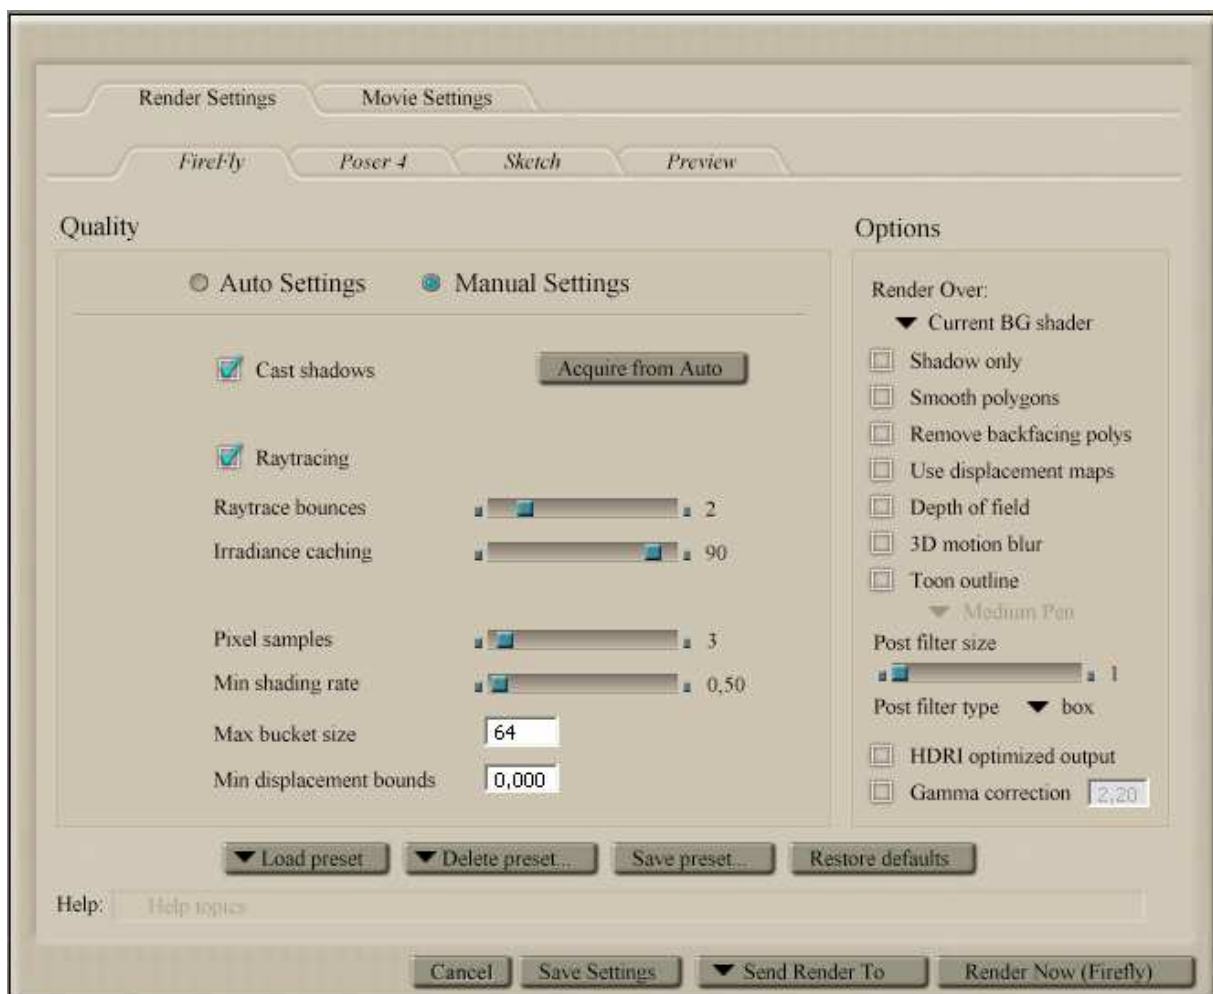 Render Settings Movie Settings
FireFly Poser 4 Sketch Preview
Quality
Auto Settings Manual Settings
Cast shadows Acquire from Auto
Raytracing
Raytrace bounces 2
Irradiance caching 90
Pixel samples 3
Min shading rate 0,50
Max bucket size 64
Min displacement bounds 0,000
Options
Render Over:
Current BG shader
Shadow only
Smooth polygons
Remove backfacing polys
Use displacement maps
Depth of field
3D motion blur
Toon outline
Medium Pen
Post filter size
1
Post filter type box
HDRI optimized output
Gamma correction 2,20
Load preset Delete preset... Save preset... Restore defaults
Help: Help topics
Cancel Save Settings Send Render To Render Now (Firefly)